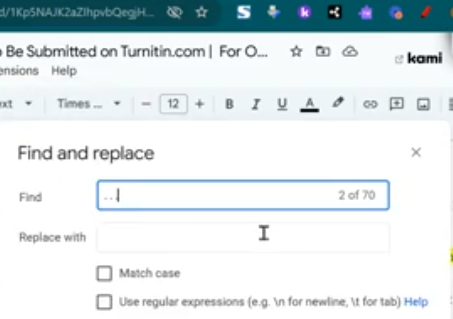 d/1Kp5NAJK2aZlhpvbQegjH...
o Be Submitted on Turnitin.com | For O...
kami
ensions Help
ext Times ... 12 B I U A
Find and replace
Find . . 2 of 70
Replace with
Match case
Use regular expressions (e.g. \n for newline, \t for tab) Help